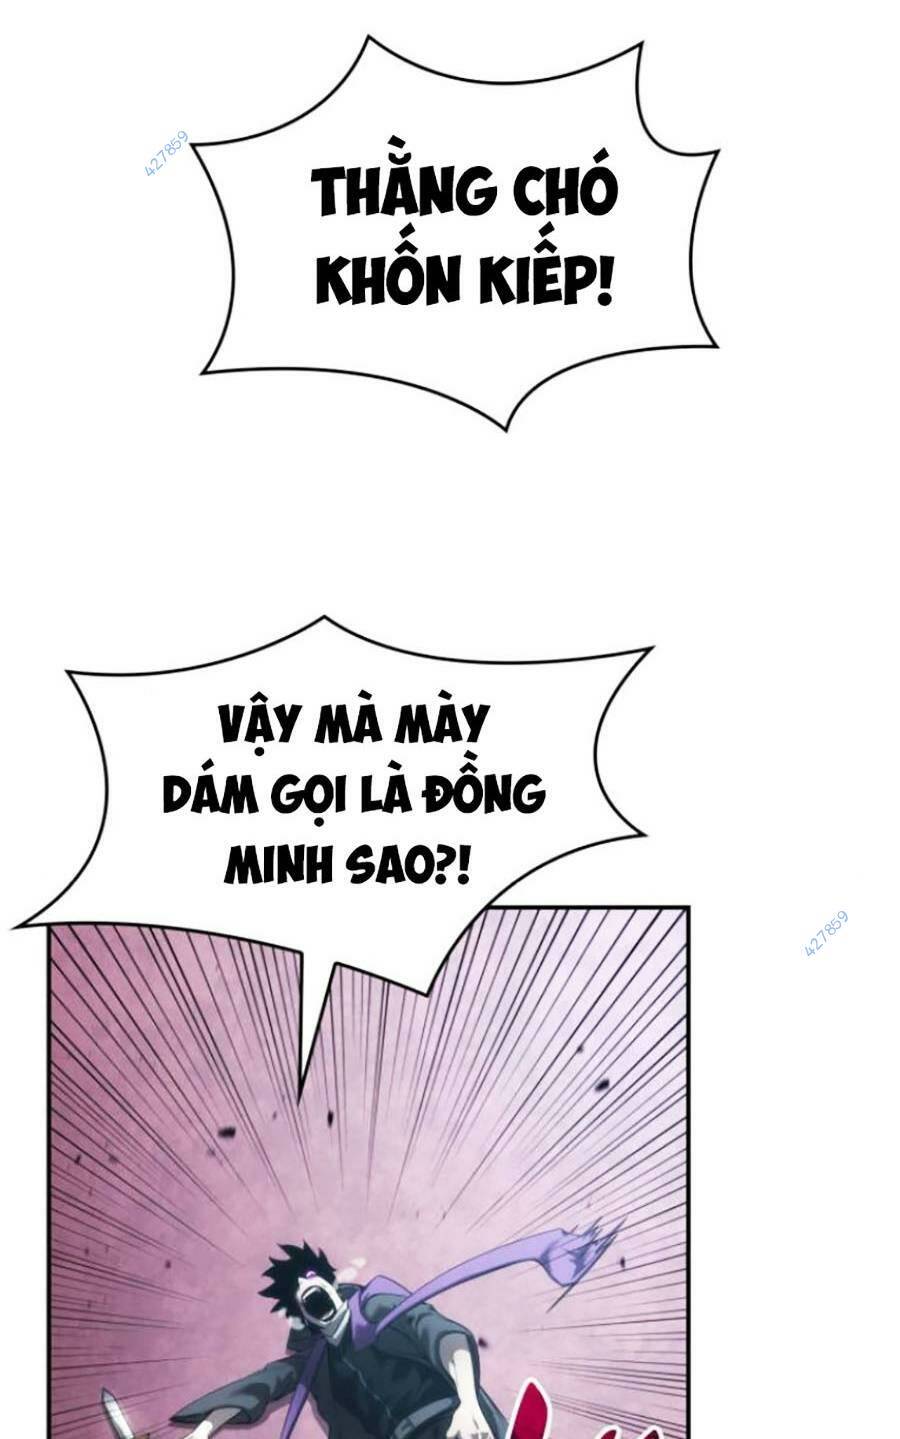 427859
THẰNG CHÓ
KHỐN KIẾP!
VẬY MÀ MÀY
DÁM GỌI LÀ ĐỒNG
MINH SAO?!
427859